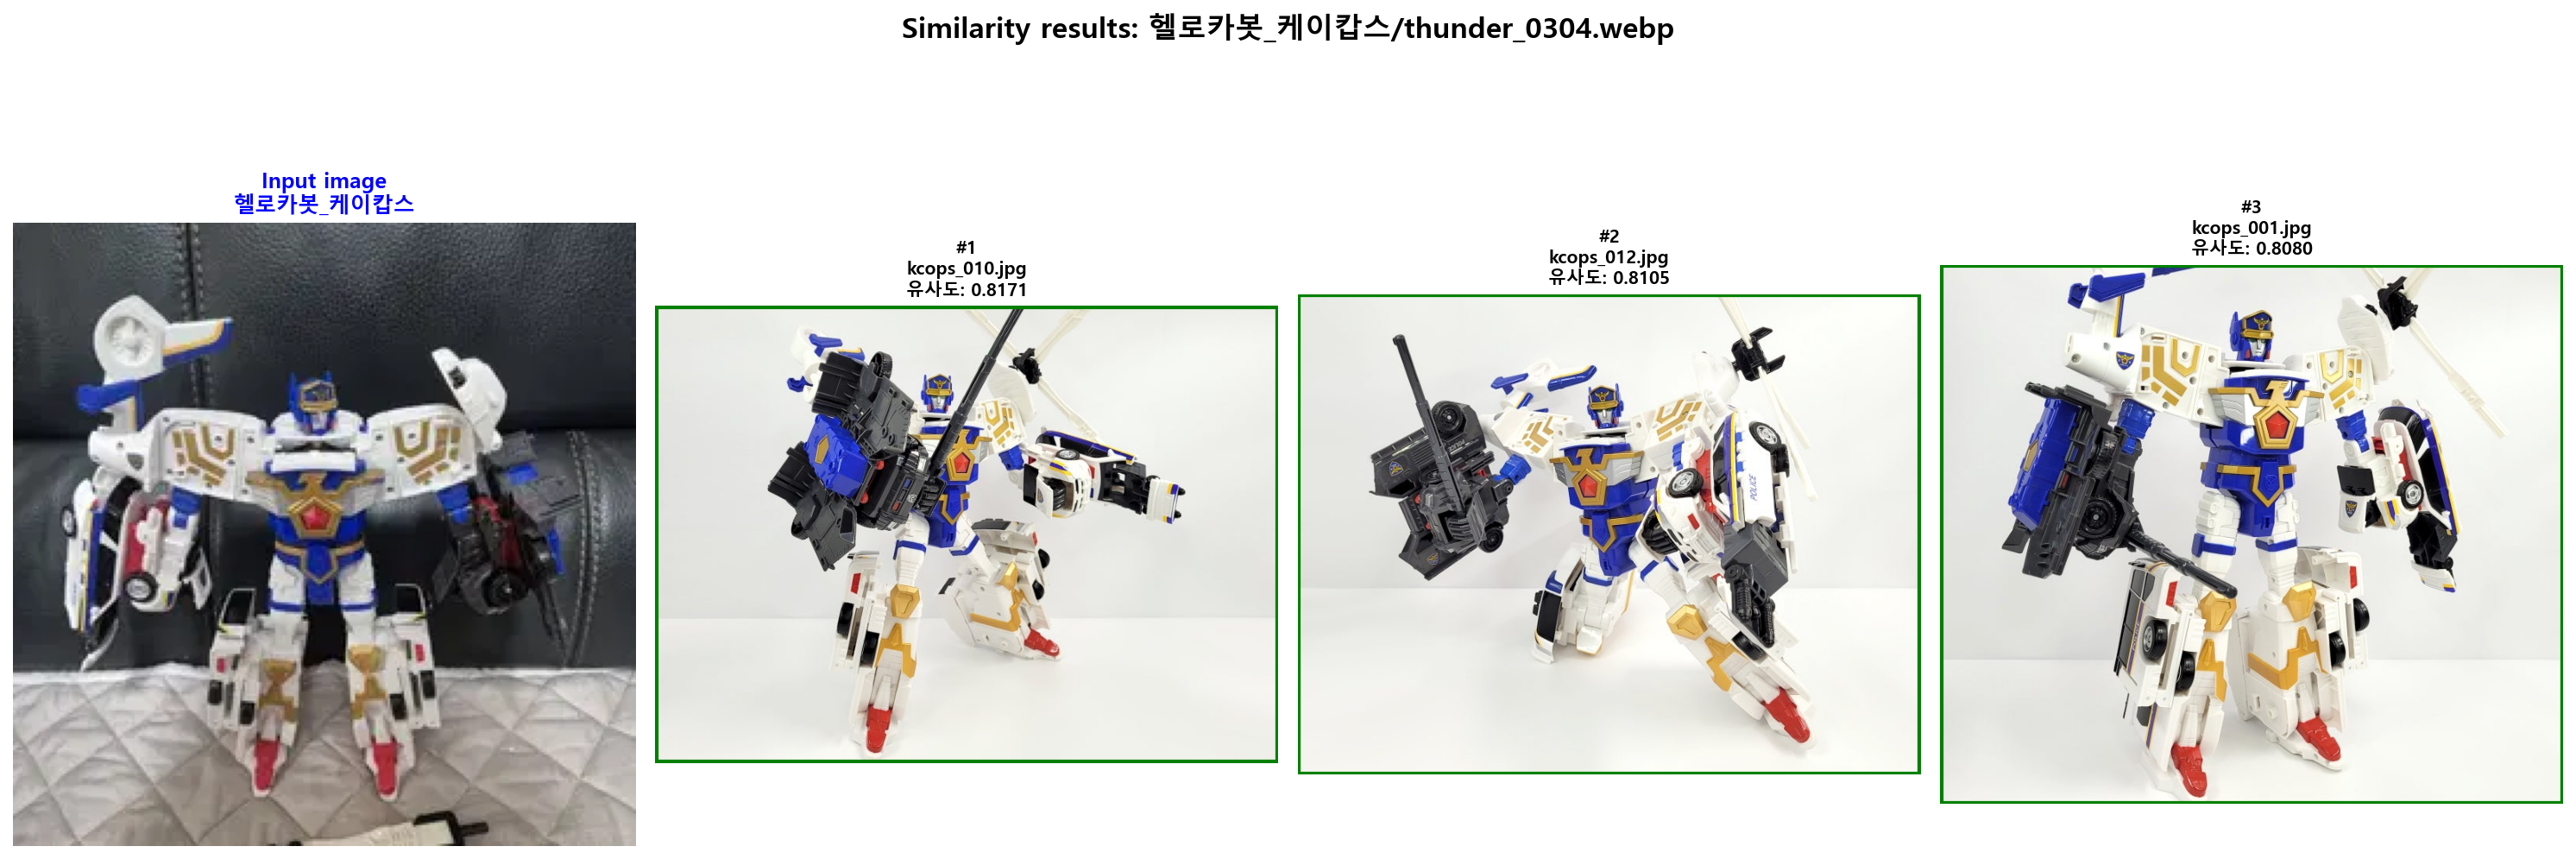 Similarity results: 헬로카봇_케이캅스/thunder_0304.webp
Input image
헬로카봇_케이캅스
#1
kcops_010.jpg
유사도: 0.8171
#2
kcops_012.jpg
유사도: 0.8105
#3
kcops_001.jpg
유사도: 0.8080
POLICE